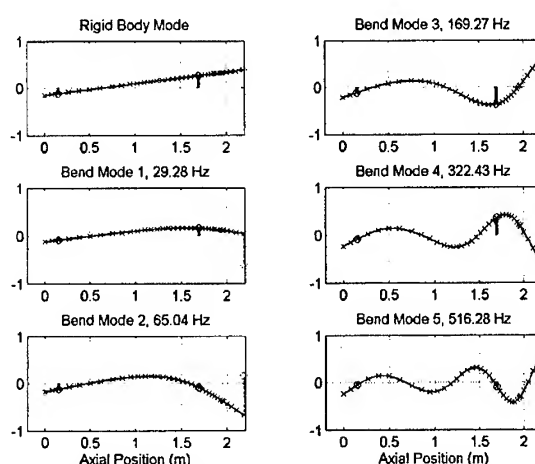 Rigid Body Mode
1
0
-1
0 0.5 1 1.5 2
Bend Mode 1, 29.28 Hz
1
0
-1
0 0.5 1 1.5 2
Bend Mode 2, 65.04 Hz
1
0
-1
0 0.5 1 1.5 2
Axial Position (m)
Bend Mode 3, 169.27 Hz
1
0
-1
0 0.5 1 1.5 2
Bend Mode 4, 322.43 Hz
1
0
-1
0 0.5 1 1.5 2
Bend Mode 5, 516.28 Hz
1
0
-1
0 0.5 1 1.5 2
Axial Position (m)